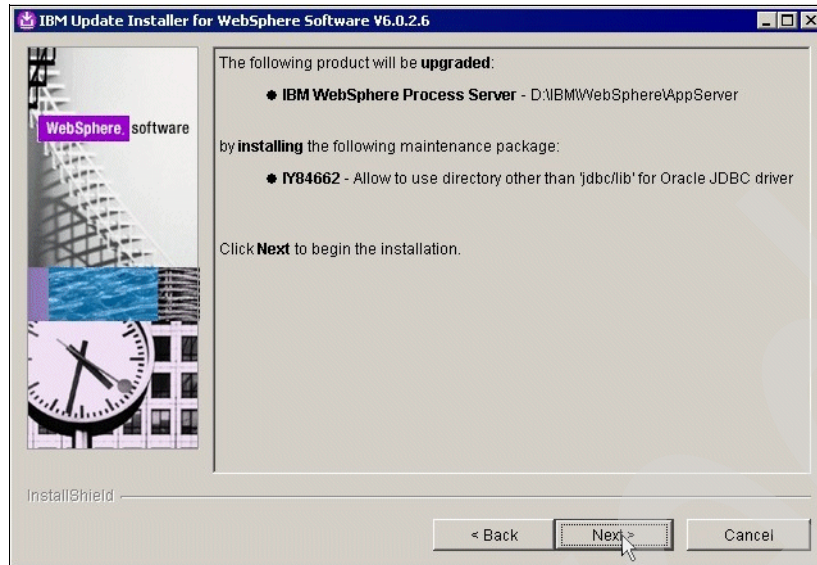 IBM Update Installer for WebSphere Software V6.0.2.6
The following product will be upgraded:
IBM WebSphere Process Server - D:\IBM\WebSphere\AppServer
WebSphere. software
by installing the following maintenance package:
IY84662 - Allow to use directory other than 'jdbc/lib' for Oracle JDBC driver
Click Next to begin the installation.
InstallShield
< Back
Next >
Cancel